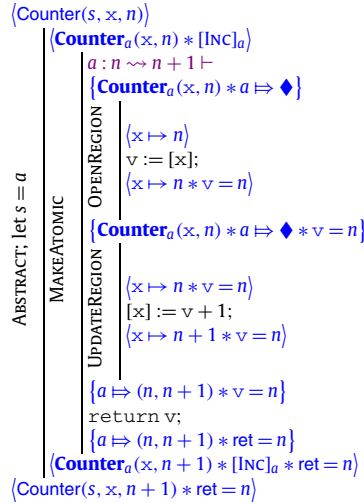 ⟨Counter(s, x, n)⟩
⟨Counter_a(x, n) ∗ [INC]_a⟩
a : n ⇝ n + 1 ⊢
{Counter_a(x, n) ∗ a ⤇ ♦}
⟨x ↦ n⟩
v := [x];
⟨x ↦ n ∗ v = n⟩
{Counter_a(x, n) ∗ a ⤇ ♦ ∗ v = n}
⟨x ↦ n ∗ v = n⟩
[x] := v + 1;
⟨x ↦ n + 1 ∗ v = n⟩
{a ⤇ (n, n + 1) ∗ v = n}
return v;
{a ⤇ (n, n + 1) ∗ ret = n}
⟨Counter_a(x, n + 1) ∗ [INC]_a ∗ ret = n⟩
⟨Counter(s, x, n + 1) ∗ ret = n⟩
ABSTRACT; let s = a
MAKEATOMIC
OPENREGION
UPDATEREGION